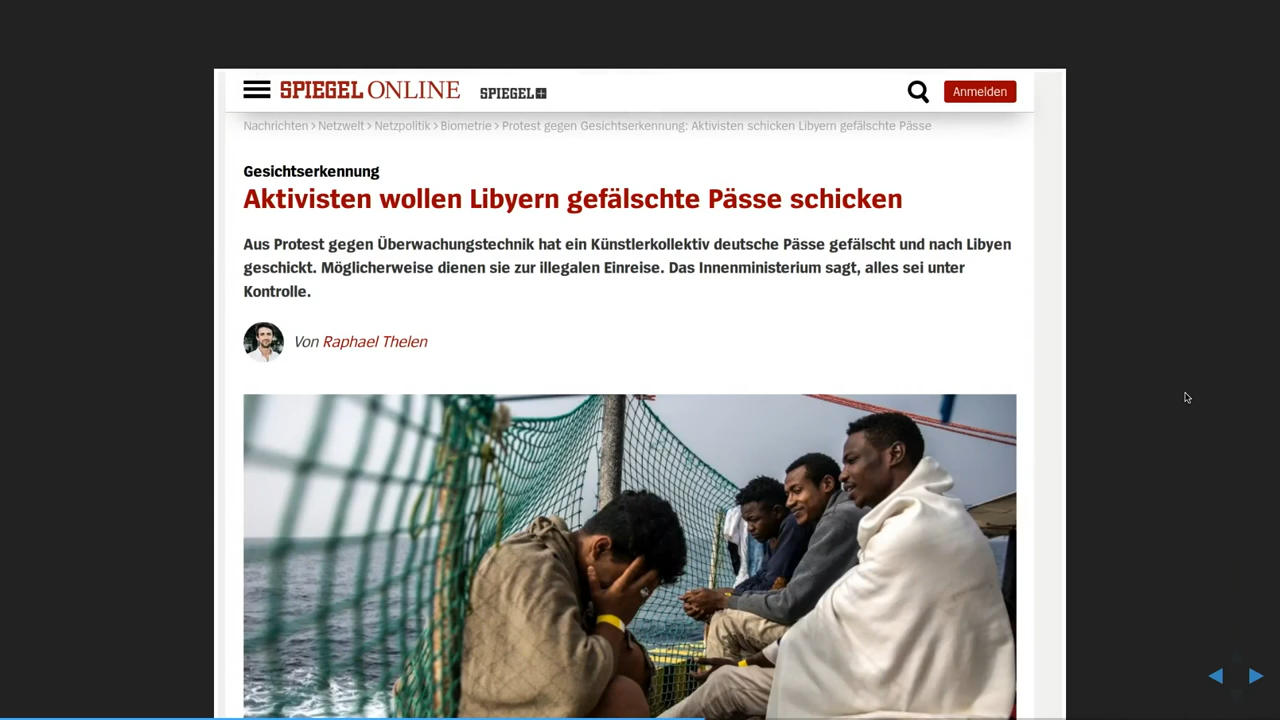 SPIEGEL ONLINE SPIEGEL+ Anmelden
Nachrichten > Netzwelt > Netzpolitik > Biometrie > Protest gegen Gesichtserkennung: Aktivisten schicken Libyern gefälschte Pässe
Gesichtserkennung
Aktivisten wollen Libyern gefälschte Pässe schicken
Aus Protest gegen Überwachungstechnik hat ein Künstlerkollektiv deutsche Pässe gefälscht und nach Libyen
geschickt. Möglicherweise dienen sie zur illegalen Einreise. Das Innenministerium sagt, alles sei unter
Kontrolle.
Von Raphael Thelen